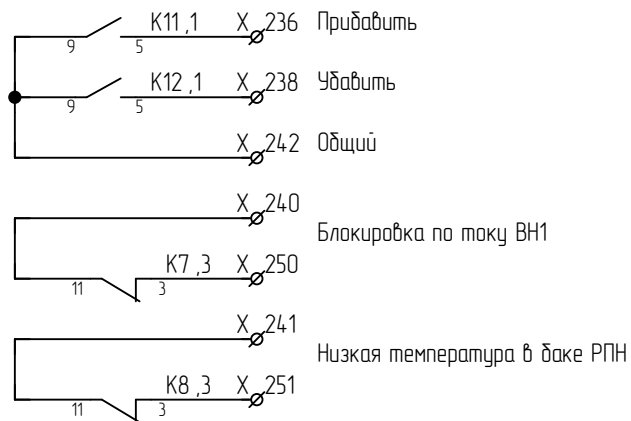 К11,1 X 236 Прибавить
9 5
К12,1 X 238 Убавить
9 5
X 242 Общий
X 240
Блокировка по току ВН1
К7,3 X 250
11 3
X 241
Низкая температура в баке РПН
К8,3 X 251
11 3